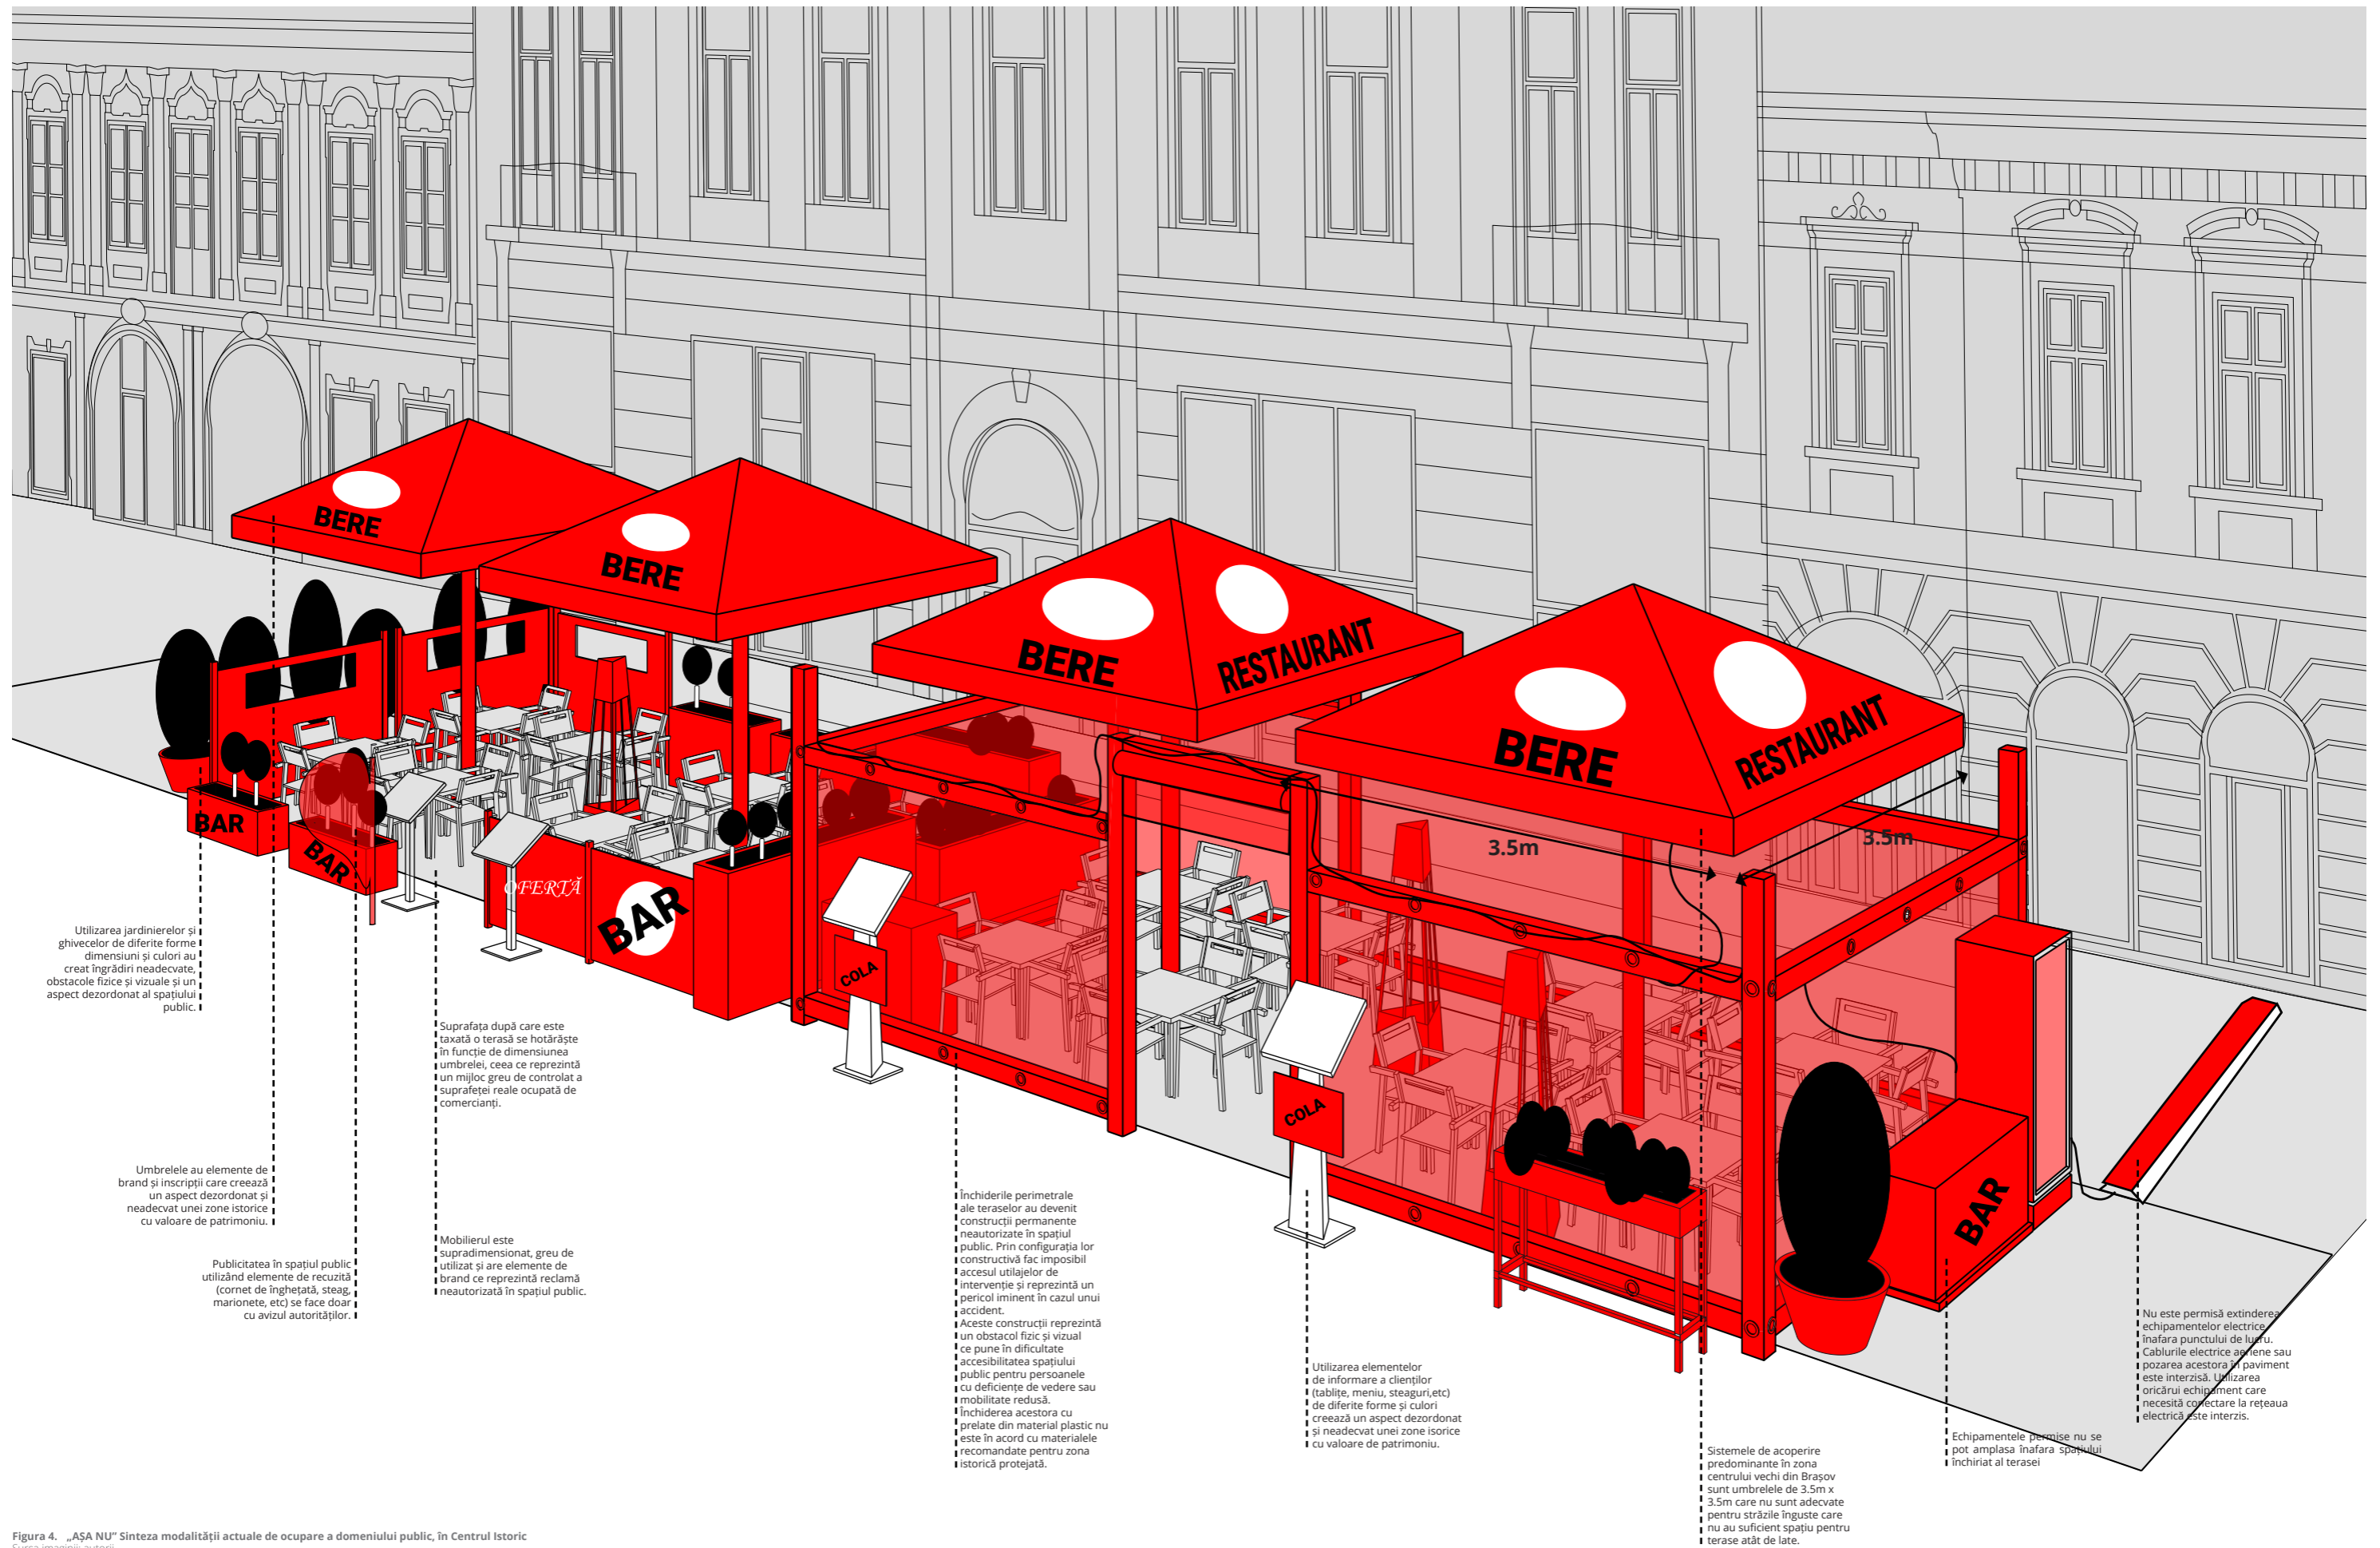 BERE
BERE
BERE
RESTAURANT
BERE
RESTAURANT
3.5m
3.5m
BAR
BAR
OFERTĂ
BAR
COLA
COLA
BAR
Utilizarea jardinierelor și
ghivecelor de diferite forme
dimensiuni și culori au
creat îngrădiri neadecvate,
obstacole fizice și vizuale și un
aspect dezordonat al spațiului
public.
Suprafața după care este
taxată o terasă se hotărăște
în funcție de dimensiunea
umbrelei, ceea ce reprezintă
un mijloc greu de controlat a
suprafeței reale ocupată de
comercianți.
Umbrelele au elemente de
brand și inscripții care creează
un aspect dezordonat și
neadecvat unei zone istorice
cu valoare de patrimoniu.
Publicitatea în spațiul public
utilizând elemente de recuzită
(cornet de înghețată, steag,
marionete, etc) se face doar
cu avizul autorităților.
Mobilierul este
supradimensionat, greu de
utilizat și are elemente de
brand ce reprezintă reclamă
neautorizată în spațiul public.
Închiderile perimetrale
ale teraselor au devenit
construcții permanente
neautorizate în spațiul
public. Prin configurația lor
constructivă fac imposibil
accesul utilajelor de
intervenție și reprezintă un
pericol iminent în cazul unui
accident.
Aceste construcții reprezintă
un obstacol fizic și vizual
ce pune în dificultate
accesibilitatea spațiului
public pentru persoanele
cu deficiențe de vedere sau
mobilitate redusă.
Închiderea acestora cu
prelate din material plastic nu
este în acord cu materialele
recomandate pentru zona
istorică protejată.
Utilizarea elementelor
de informare a clienților
(tablițe, meniu, steaguri,etc)
de diferite forme și culori
creează un aspect dezordonat
și neadecvat unei zone isorice
cu valoare de patrimoniu.
Sistemele de acoperire
predominante în zona
centrului vechi din Brașov
sunt umbrelele de 3.5m x
3.5m care nu sunt adecvate
pentru străzile înguste care
nu au suficient spațiu pentru
terase atât de late.
Echipamentele permise nu se
pot amplasa înafara spațiului
închiriat al terasei
Nu este permisă extinderea
echipamentelor electrice
înafara punctului de lucru.
Cablurile electrice aeriene sau
pozarea acestora în paviment
este interzisă. Utilizarea
oricărui echipament care
necesită conectare la rețeaua
electrică este interzis.
Figura 4. „AȘA NU” Sinteza modalității actuale de ocupare a domeniului public, în Centrul Istoric
Sursa imaginii: autorii